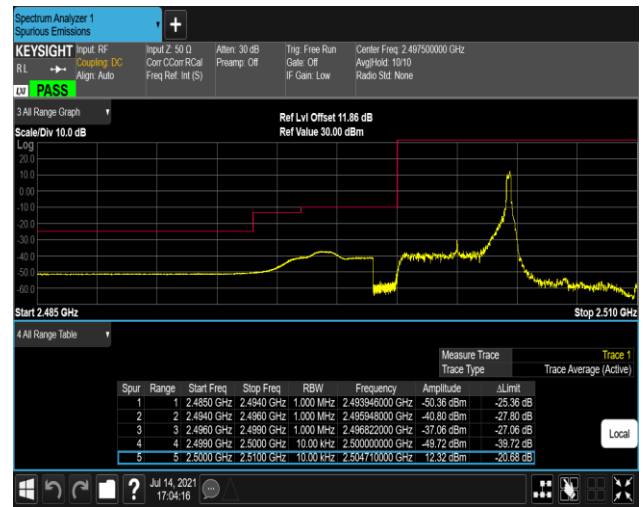 Spectrum Analyzer 1
Spurious Emissions
+
KEYSIGHT Input: RF Input Z: 50 Ω Atten: 30 dB Trig: Free Run Center Freq: 2.497500000 GHz
RL Coupling: DC Corr CCorr RCal Preamp: Off Gate: Off Avg|Hold: 10/10
Align: Auto Freq Ref: Int (S) IF Gain: Low Radio Std: None
LXI PASS
3 All Range Graph
Ref Lvl Offset 11.86 dB
Scale/Div 10.0 dB Ref Value 30.00 dBm
Log
20.0
10.0
0.00
-10.0
-20.0
-30.0
-40.0
-50.0
-60.0
Start 2.485 GHz Stop 2.510 GHz
4 All Range Table
Measure Trace Trace 1
Trace Type Trace Average (Active)
Spur Range Start Freq Stop Freq RBW Frequency Amplitude ΔLimit
1 1 2.4850 GHz 2.4940 GHz 1.000 MHz 2.493946000 GHz -50.36 dBm -25.36 dB
2 2 2.4940 GHz 2.4960 GHz 1.000 MHz 2.495948000 GHz -40.80 dBm -27.80 dB
3 3 2.4960 GHz 2.4990 GHz 1.000 MHz 2.496822000 GHz -37.06 dBm -27.06 dB
4 4 2.4990 GHz 2.5000 GHz 10.00 kHz 2.500000000 GHz -49.72 dBm -39.72 dB
5 5 2.5000 GHz 2.5100 GHz 10.00 kHz 2.504710000 GHz 12.32 dBm -20.68 dB
Local
? Jul 14, 2021
17:04:16